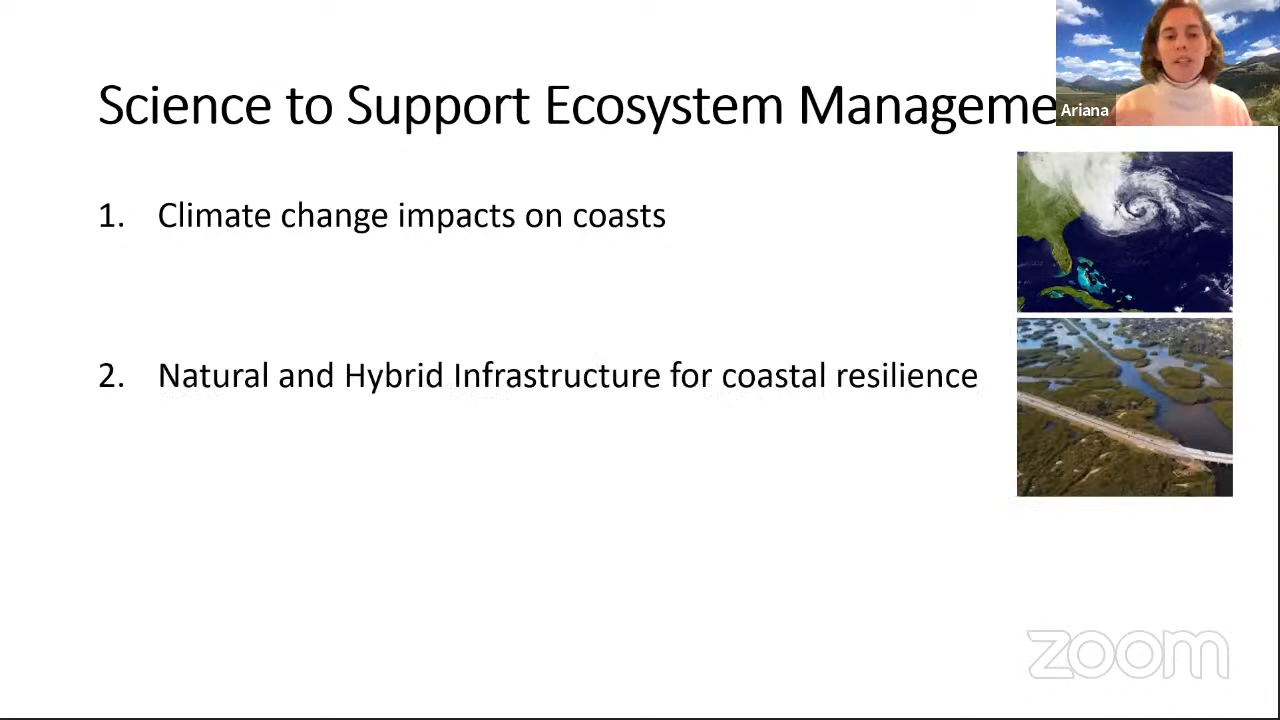 Science to Support Ecosystem Manageme
Ariana
1. Climate change impacts on coasts
2. Natural and Hybrid Infrastructure for coastal resilience
zoom